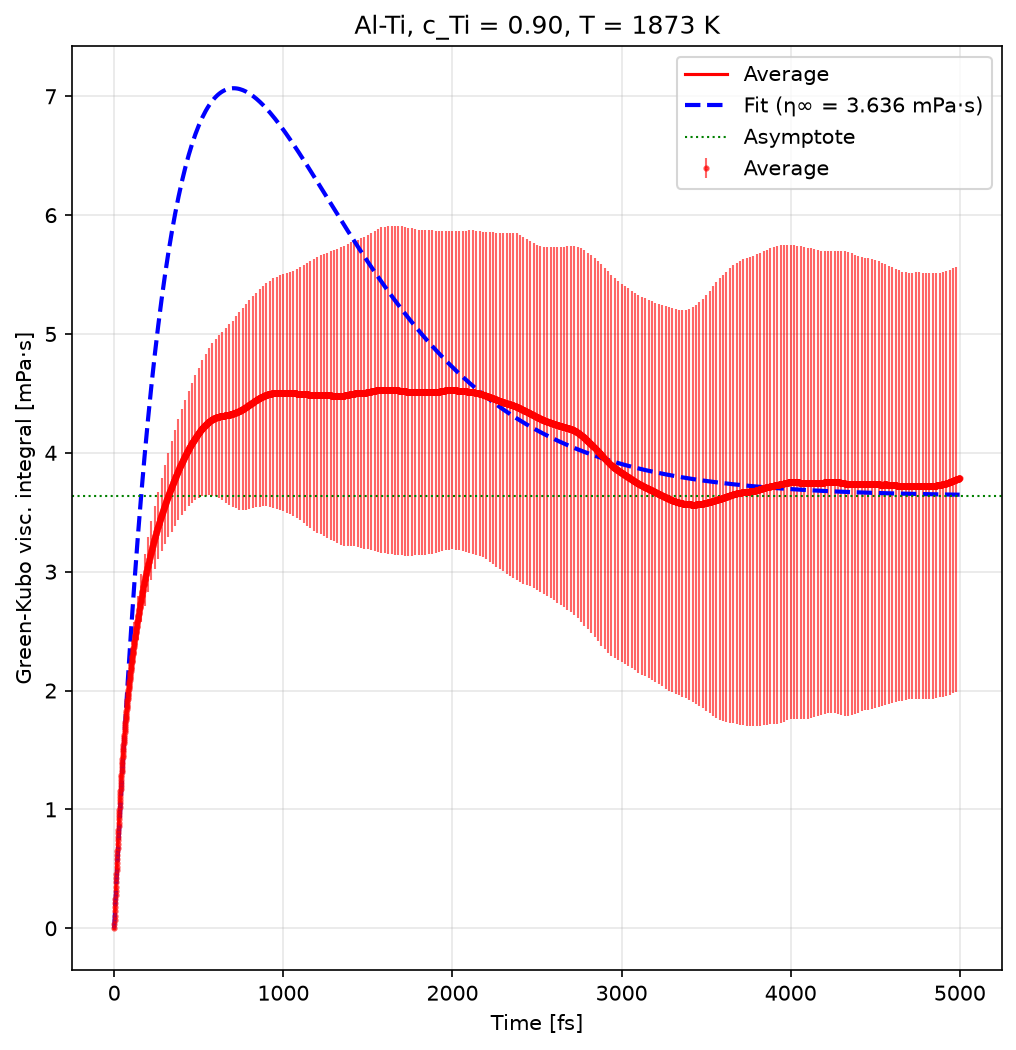 Al-Ti, c_Ti = 0.90, T = 1873 K
Average
Fit (η∞ = 3.636 mPa·s)
Asymptote
Average
7
6
5
4
3
2
1
0
Green-Kubo visc. integral [mPa·s]
0 1000 2000 3000 4000 5000
Time [fs]